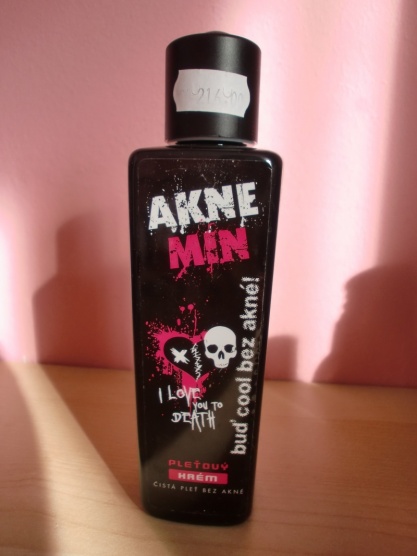 AKNE
MIN
buď cool bez akné!
I LOVE
YOU TO
DEATH
PLEŤOVÝ
KRÉM
ČISTÁ PLEŤ BEZ AKNÉ